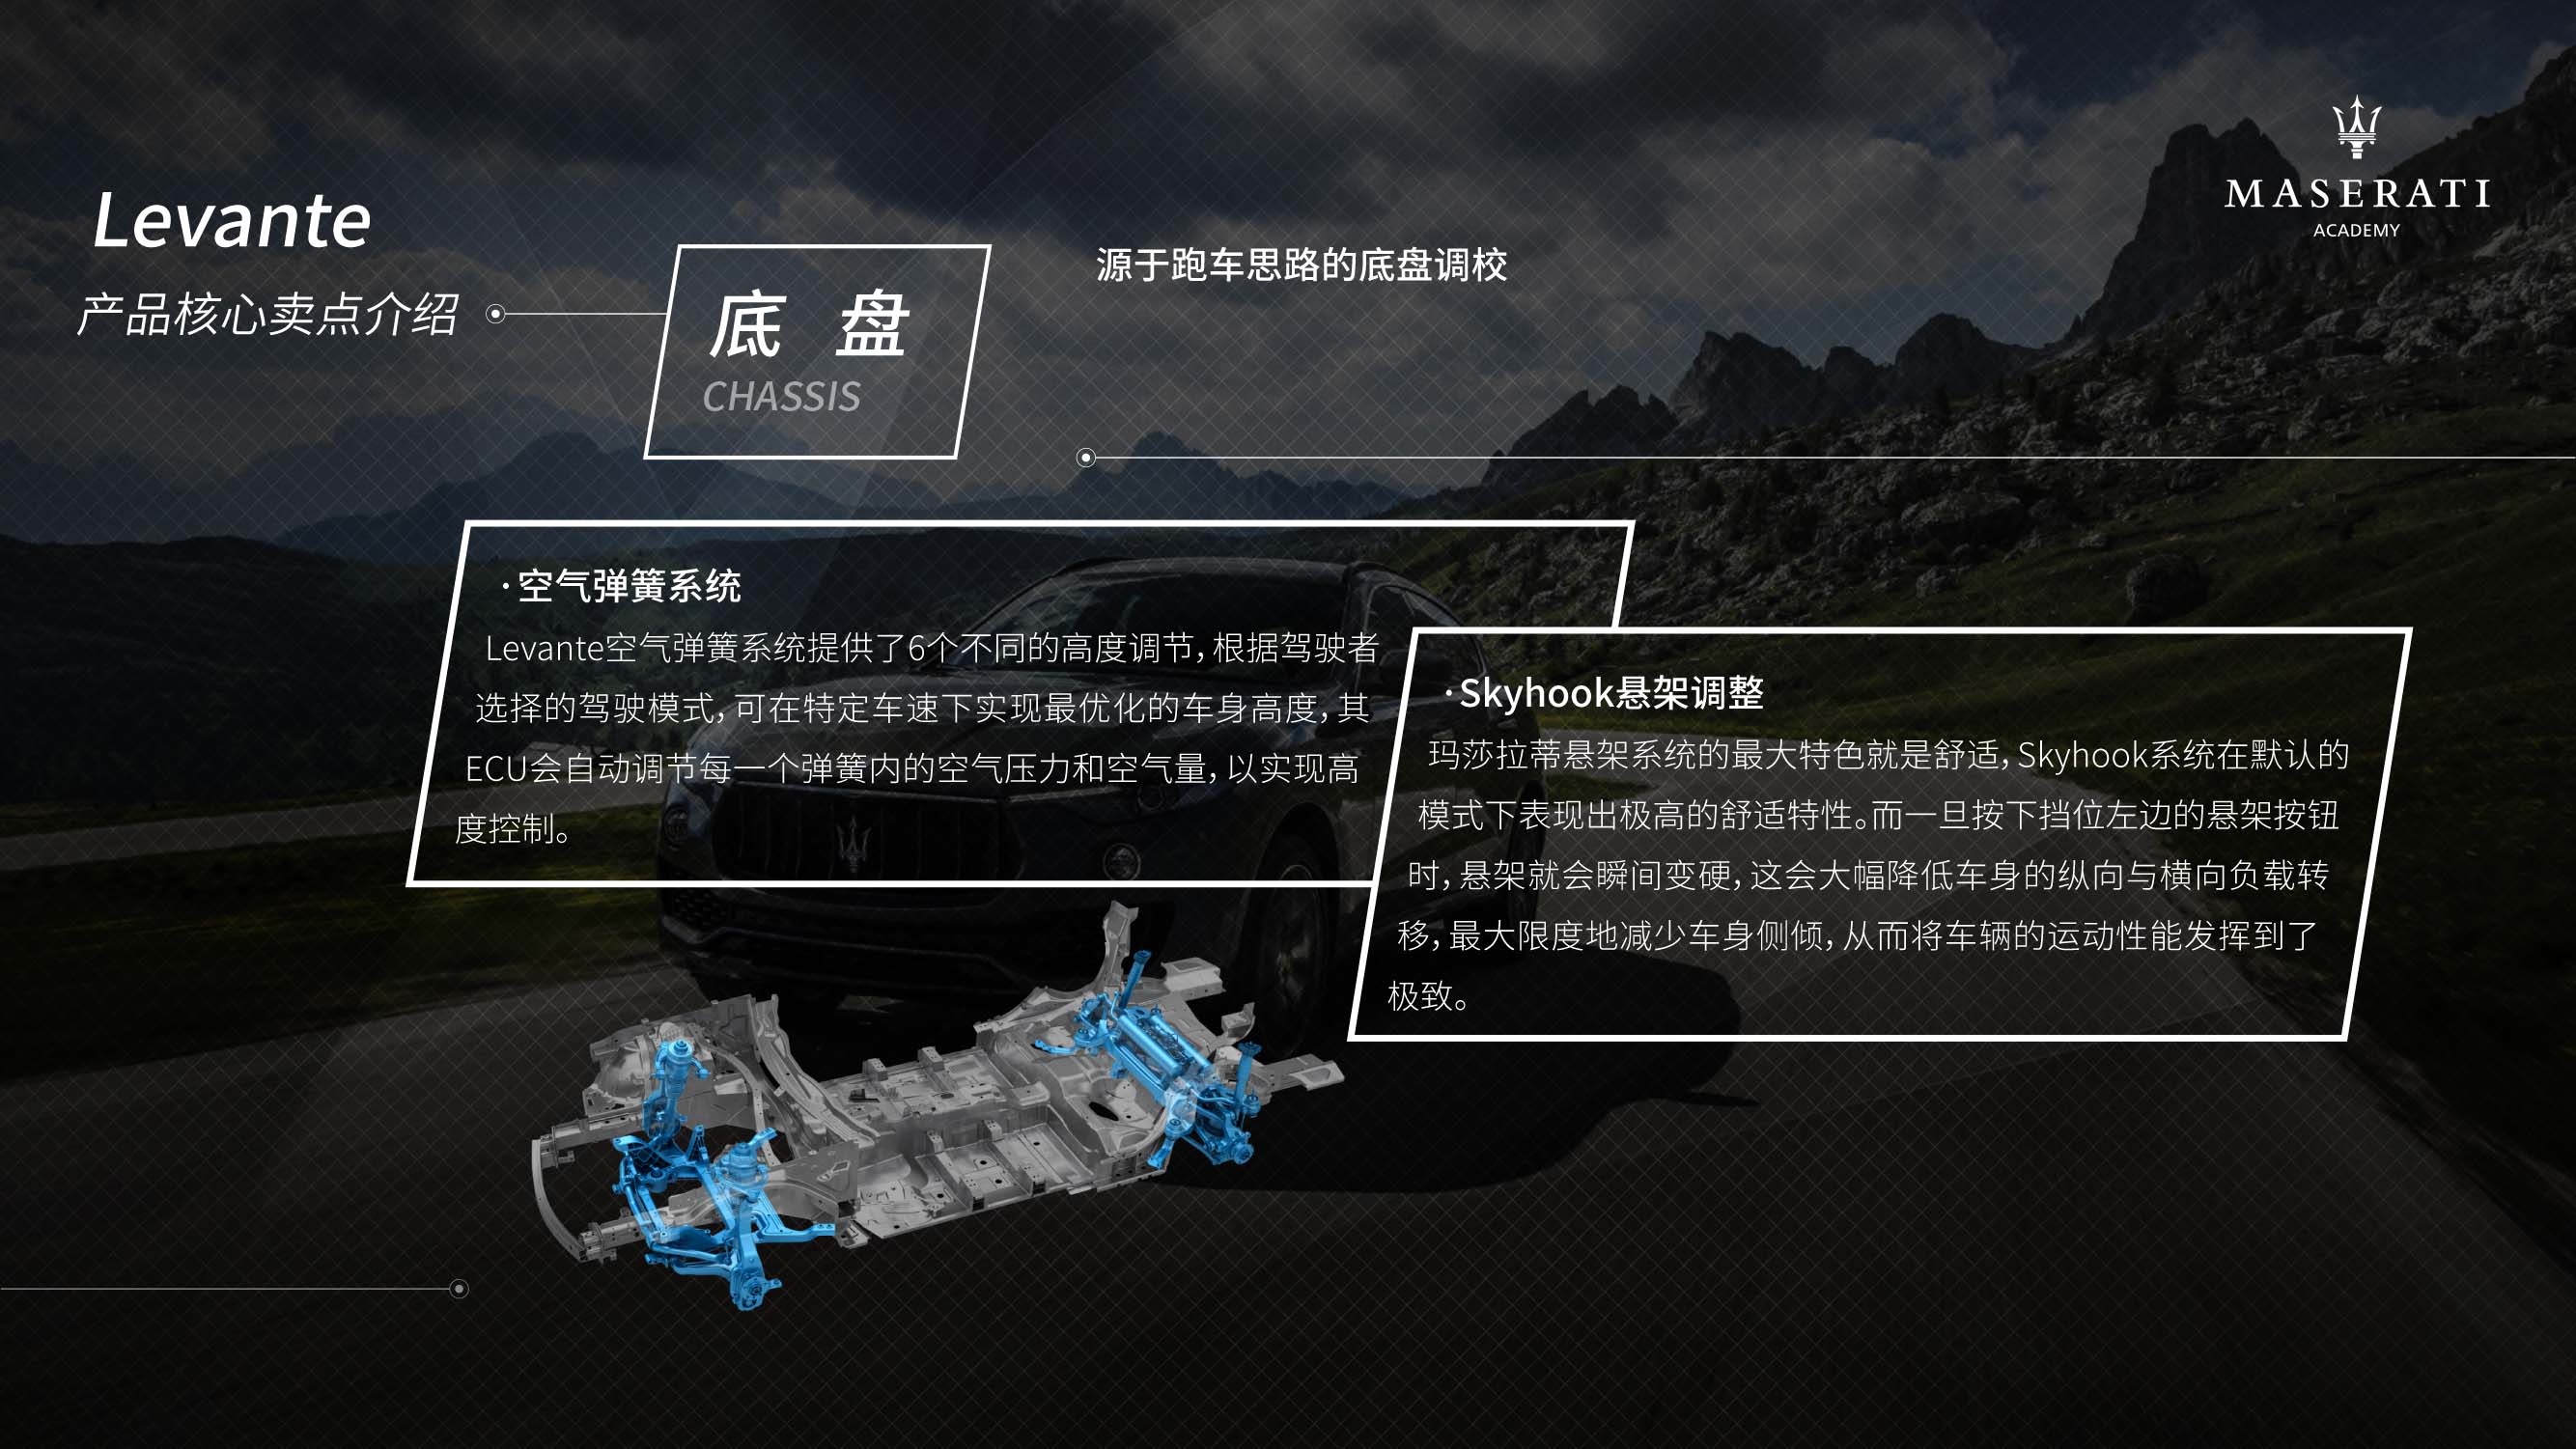 Levante
产品核心卖点介绍
底 盘
CHASSIS
源于跑车思路的底盘调校
MASERATI
ACADEMY
·空气弹簧系统
Levante空气弹簧系统提供了6个不同的高度调节，根据驾驶者
选择的驾驶模式，可在特定车速下实现最优化的车身高度，其
ECU会自动调节每一个弹簧内的空气压力和空气量，以实现高
度控制。
·Skyhook悬架调整
玛莎拉蒂悬架系统的最大特色就是舒适，Skyhook系统在默认的
模式下表现出极高的舒适特性。而一旦按下挡位左边的悬架按钮
时，悬架就会瞬间变硬，这会大幅降低车身的纵向与横向负载转
移，最大限度地减少车身侧倾，从而将车辆的运动性能发挥到了
极致。